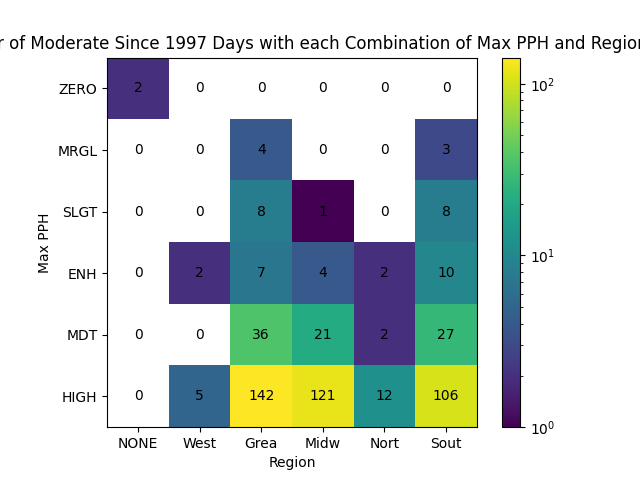 r of Moderate Since 1997 Days with each Combination of Max PPH and Region
ZERO 2 0 0 0 0 0
MRGL 0 0 4 0 0 3
SLGT 0 0 8 1 0 8
ENH 0 2 7 4 2 10
MDT 0 0 36 21 2 27
HIGH 0 5 142 121 12 106
NONE West Grea Midw Nort Sout
Region
Max PPH
10²
10¹
10⁰